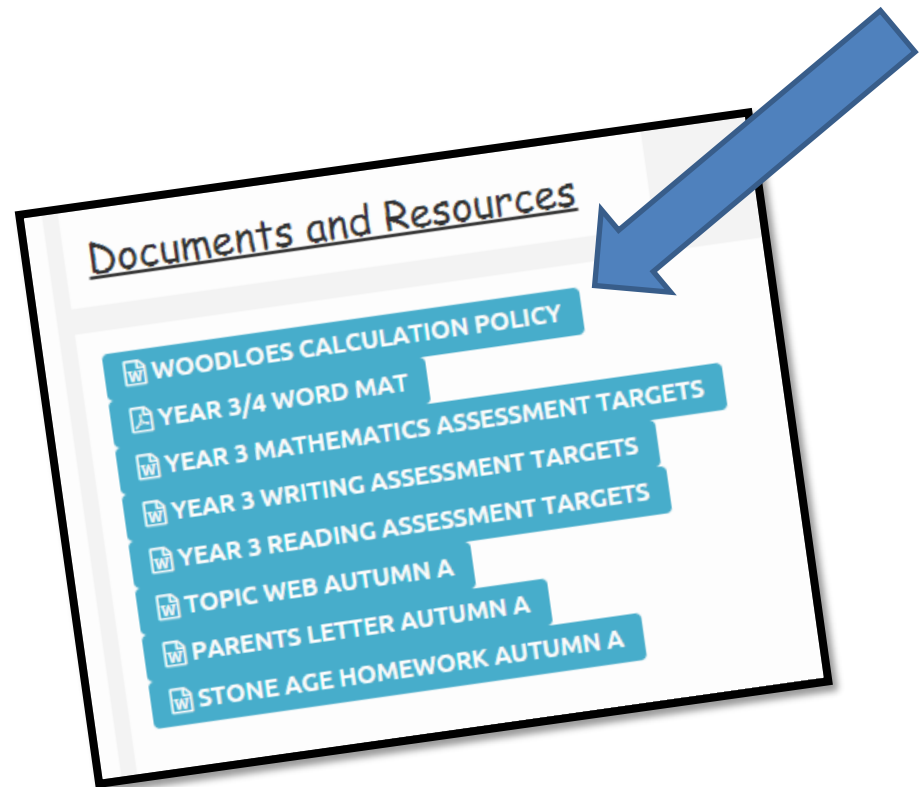 Documents and Resources
WOODLOES CALCULATION POLICY
YEAR 3/4 WORD MAT
YEAR 3 MATHEMATICS ASSESSMENT TARGETS
YEAR 3 WRITING ASSESSMENT TARGETS
YEAR 3 READING ASSESSMENT TARGETS
TOPIC WEB AUTUMN A
PARENTS LETTER AUTUMN A
STONE AGE HOMEWORK AUTUMN A